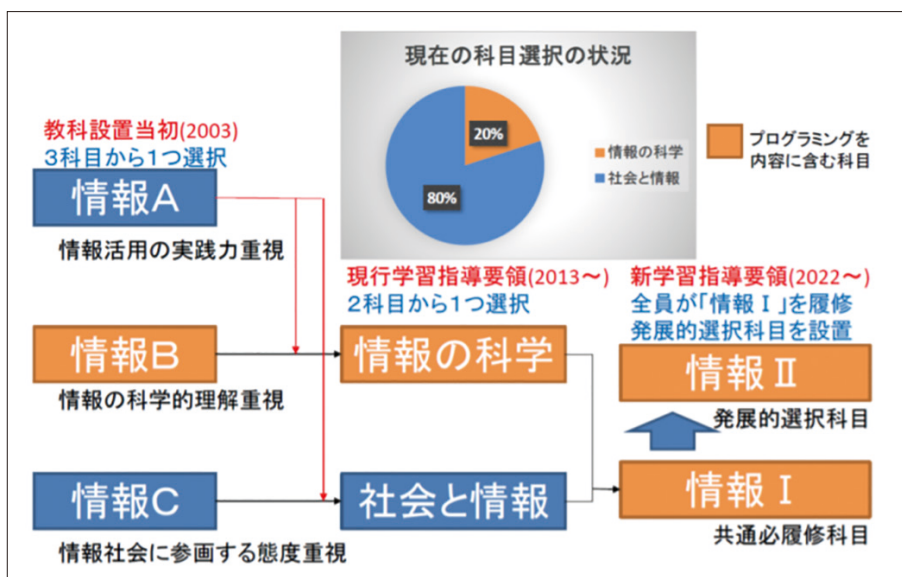 現在の科目選択の状況
20%
80%
情報の科学
社会と情報
プログラミングを
内容に含む科目
教科設置当初(2003)
3科目から1つ選択
情報A
情報活用の実践力重視
情報B
情報の科学的理解重視
情報C
情報社会に参画する態度重視
現行学習指導要領(2013～)
2科目から1つ選択
情報の科学
社会と情報
新学習指導要領(2022～)
全員が「情報Ⅰ」を履修
発展的選択科目を設置
情報Ⅱ
発展的選択科目
情報Ⅰ
共通必履修科目